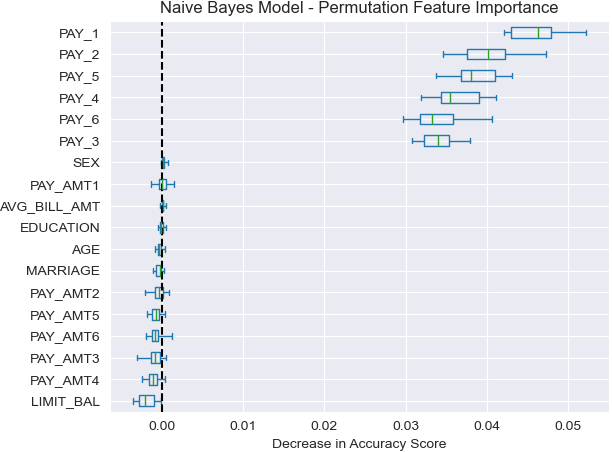 Naive Bayes Model - Permutation Feature Importance
PAY_1
PAY_2
PAY_5
PAY_4
PAY_6
PAY_3
SEX
PAY_AMT1
AVG_BILL_AMT
EDUCATION
AGE
MARRIAGE
PAY_AMT2
PAY_AMT5
PAY_AMT6
PAY_AMT3
PAY_AMT4
LIMIT_BAL
0.00 0.01 0.02 0.03 0.04 0.05
Decrease in Accuracy Score